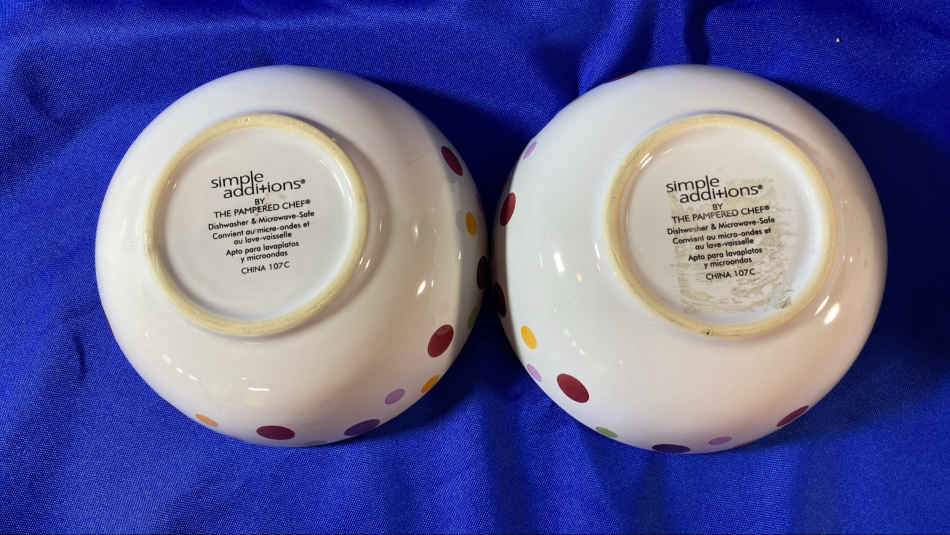 simple
additions®
BY
THE PAMPERED CHEF®
Dishwasher & Microwave-Safe
Convient au micro-ondes et
au lave-vaisselle
Apto para lavaplatos
y microondas
CHINA 107C
simple
additions®
BY
THE PAMPERED CHEF®
Dishwasher & Microwave-Safe
Convient au micro-ondes et
au lave-vaisselle
Apto para lavaplatos
y microondas
CHINA 107C